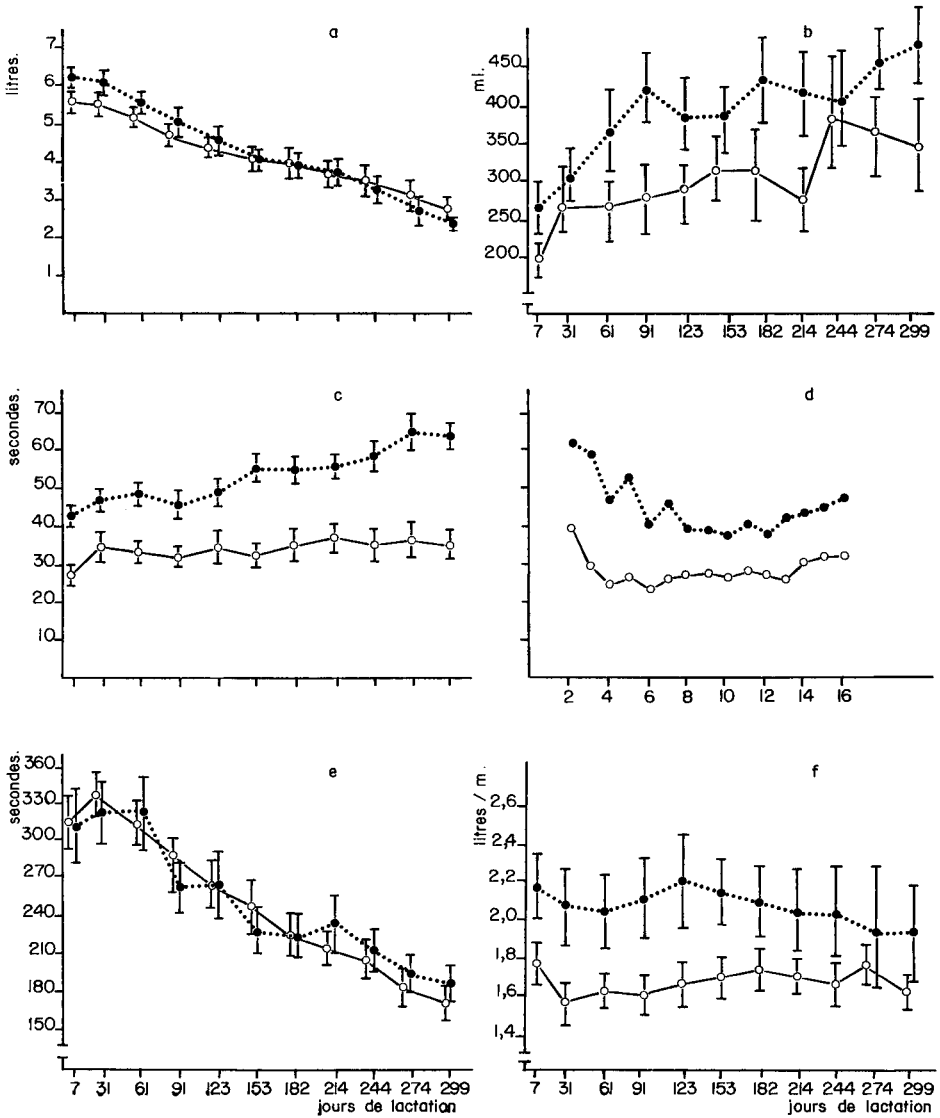 a
litres.
7
6
5
4
3
2
1
b
ml.
450
400
350
300
250
200
7 31 61 91 123 153 182 214 244 274 299
c
secondes.
70
60
50
40
30
20
10
d
2 4 6 8 10 12 14 16
e
secondes.
360
330
300
270
240
210
180
150
7 31 61 91 123 153 182 214 244 274 299
jours de lactation
f
litres / m.
2,6
2,4
2,2
2,0
1,8
1,6
1,4
7 31 61 91 123 153 182 214 244 274 299
jours de lactation